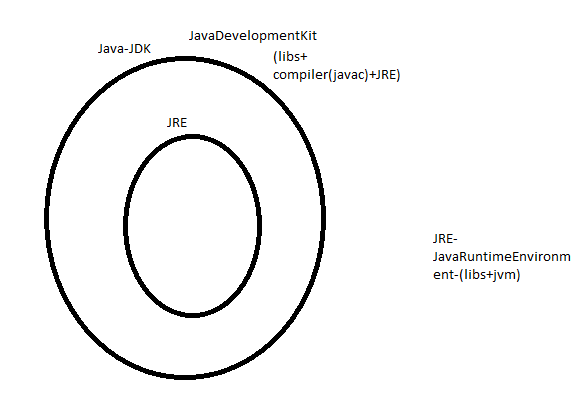 JavaDevelopmentKit
Java-JDK
(libs+
compiler(javac)+JRE)
JRE
JRE-
JavaRuntimeEnvironm
ent-(libs+jvm)